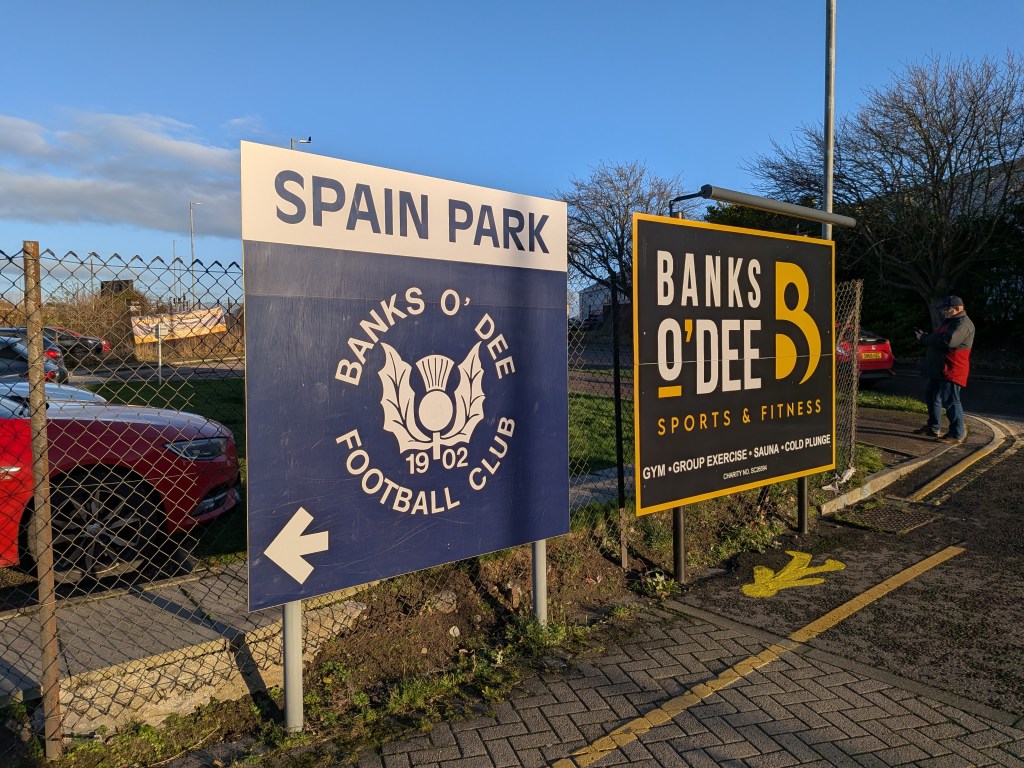 SPAIN PARK
BANKS O' DEE
1902
FOOTBALL CLUB
BANKS
O'DEE
B
SPORTS & FITNESS
GYM • GROUP EXERCISE • SAUNA • COLD PLUNGE